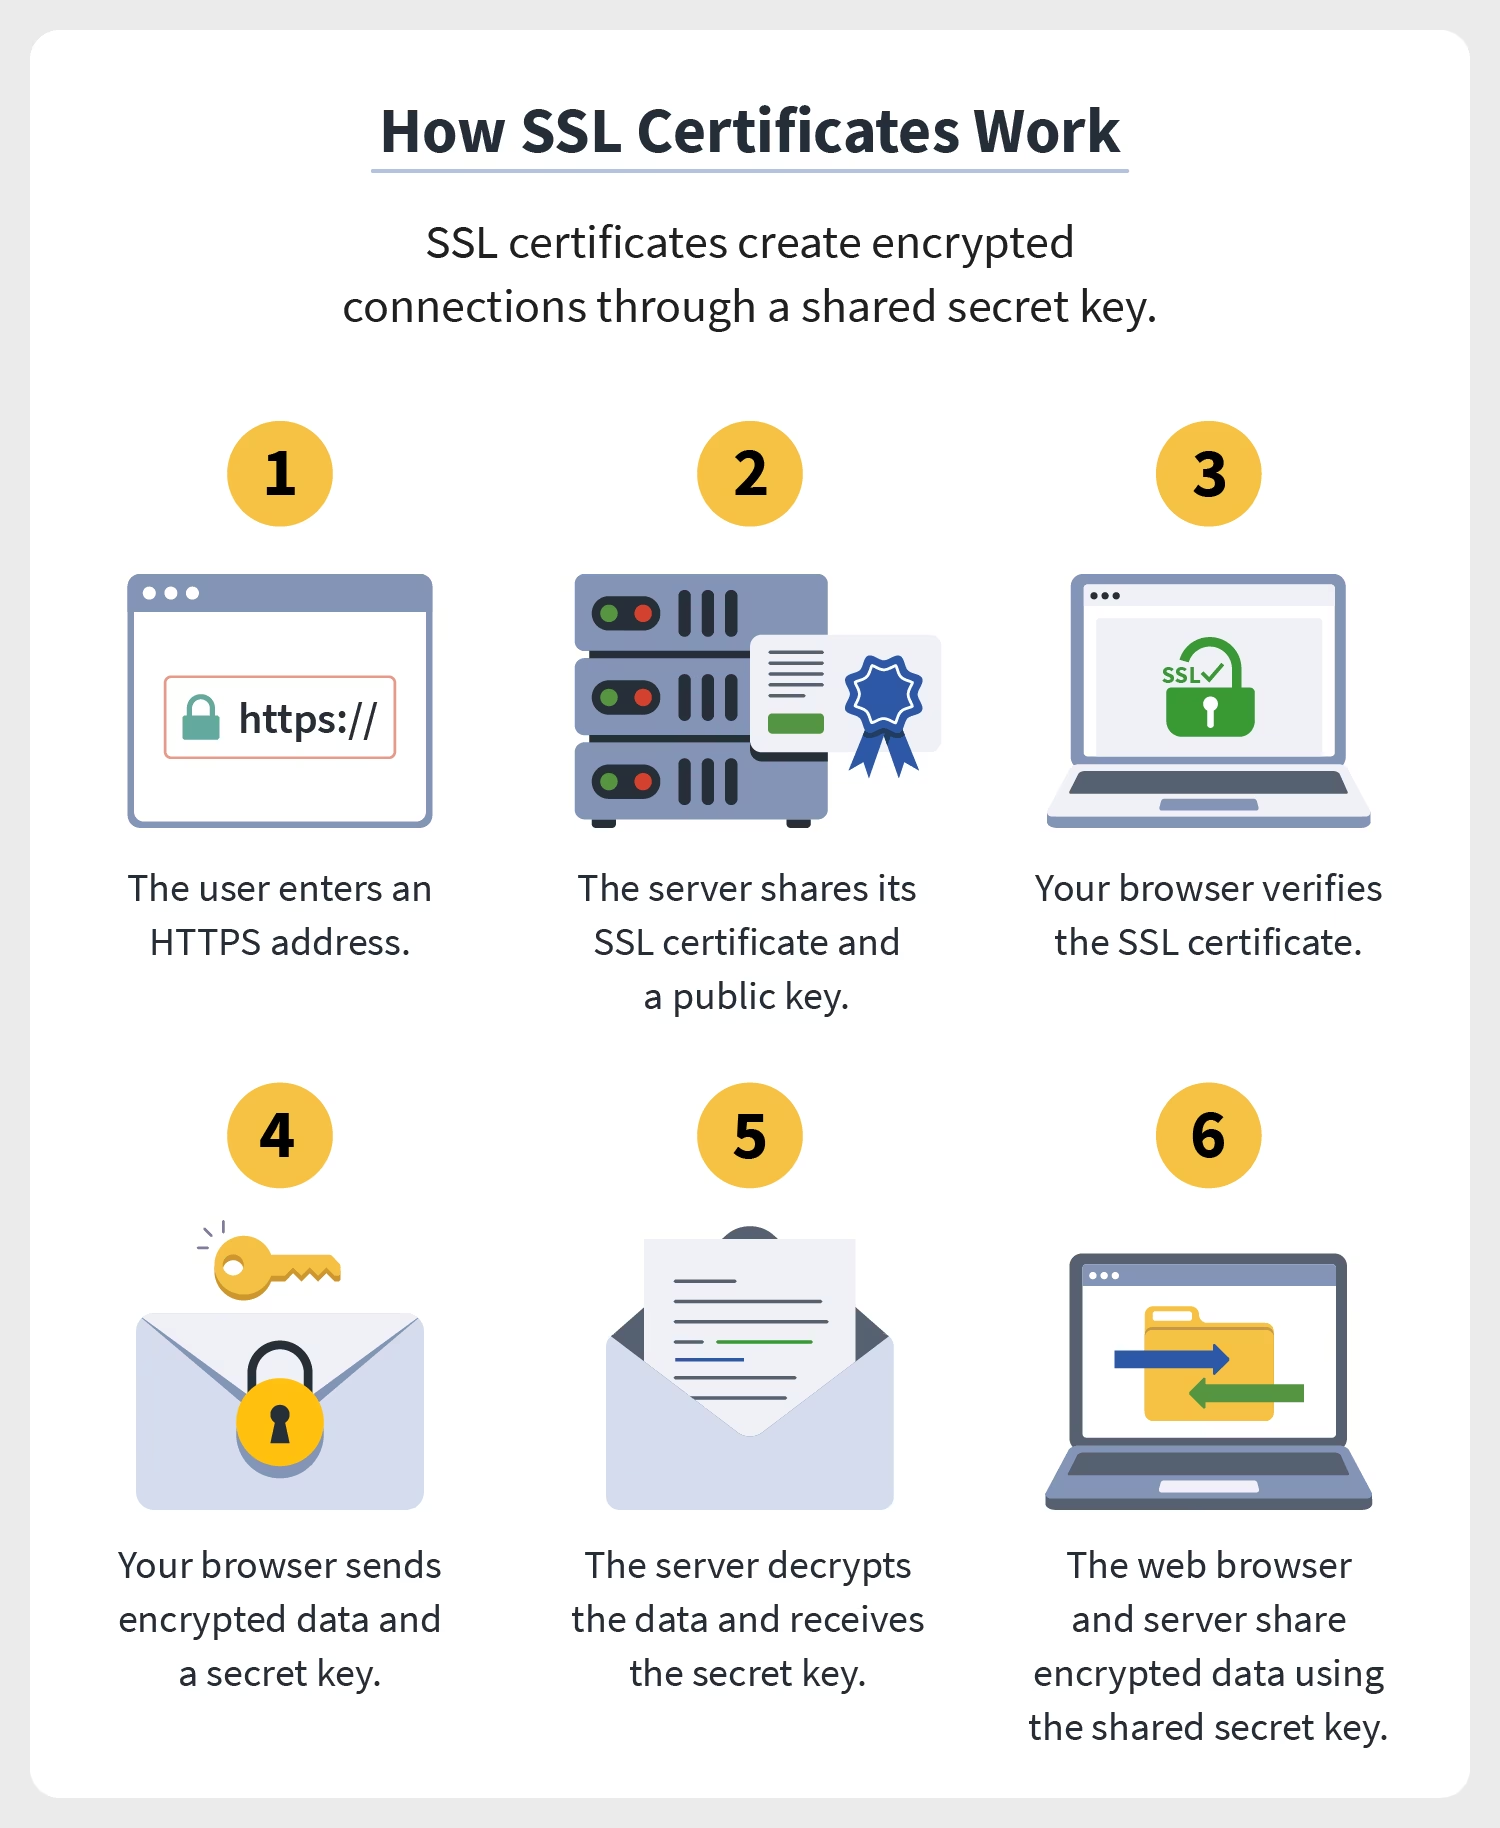 How SSL Certificates Work
SSL certificates create encrypted
connections through a shared secret key.
1
https://
The user enters an
HTTPS address.
2
The server shares its
SSL certificate and
a public key.
3
SSL
Your browser verifies
the SSL certificate.
4
Your browser sends
encrypted data and
a secret key.
5
The server decrypts
the data and receives
the secret key.
6
The web browser
and server share
encrypted data using
the shared secret key.